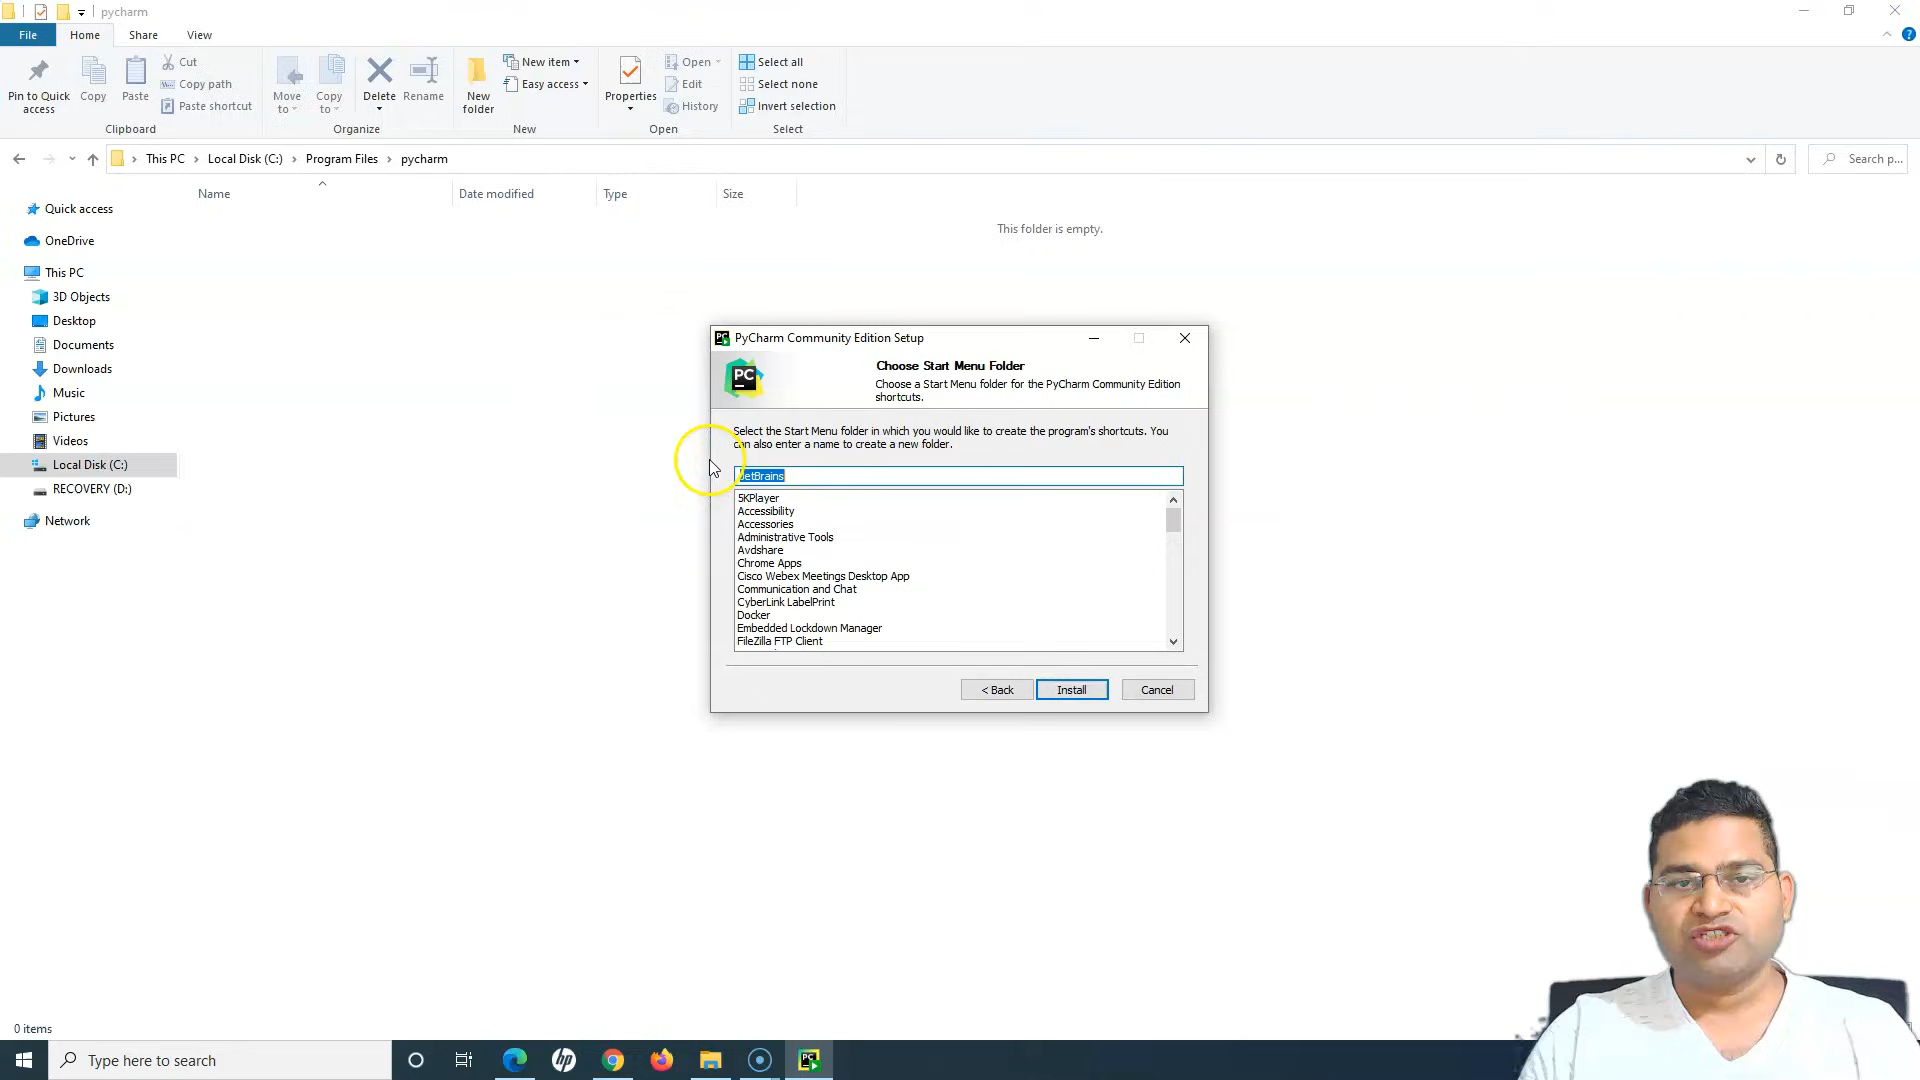 pycharm
File Home Share View
Pin to Quick access
Copy
Paste
Cut
Copy path
Paste shortcut
Clipboard
Move to
Copy to
Delete
Rename
Organize
New folder
New item
Easy access
New
Properties
Open
Edit
History
Open
Select all
Select none
Invert selection
Select
This PC Local Disk (C:) Program Files pycharm
Search p...
Name Date modified Type Size
This folder is empty.
Quick access
OneDrive
This PC
3D Objects
Desktop
Documents
Downloads
Music
Pictures
Videos
Local Disk (C:)
RECOVERY (D:)
Network
PyCharm Community Edition Setup
PC
Choose Start Menu Folder
Choose a Start Menu folder for the PyCharm Community Edition
shortcuts.
Select the Start Menu folder in which you would like to create the program's shortcuts. You
can also enter a name to create a new folder.
JetBrains
5KPlayer
Accessibility
Accessories
Administrative Tools
Avdshare
Chrome Apps
Cisco Webex Meetings Desktop App
Communication and Chat
CyberLink LabelPrint
Docker
Embedded Lockdown Manager
FileZilla FTP Client
< Back Install Cancel
0 items
Type here to search
hp
PC